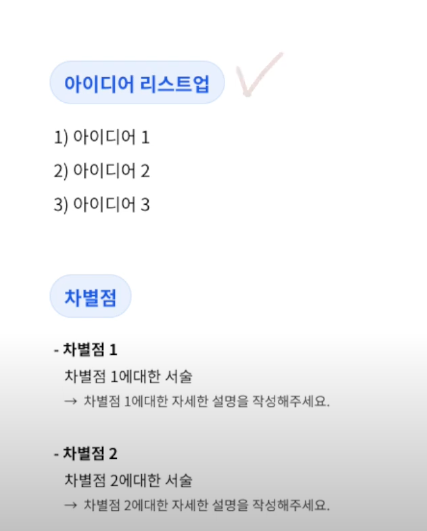 아이디어 리스트업
1) 아이디어 1
2) 아이디어 2
3) 아이디어 3
차별점
- 차별점 1
차별점 1에대한 서술
→ 차별점 1에대한 자세한 설명을 작성해주세요.
- 차별점 2
차별점 2에대한 서술
→ 차별점 2에대한 자세한 설명을 작성해주세요.